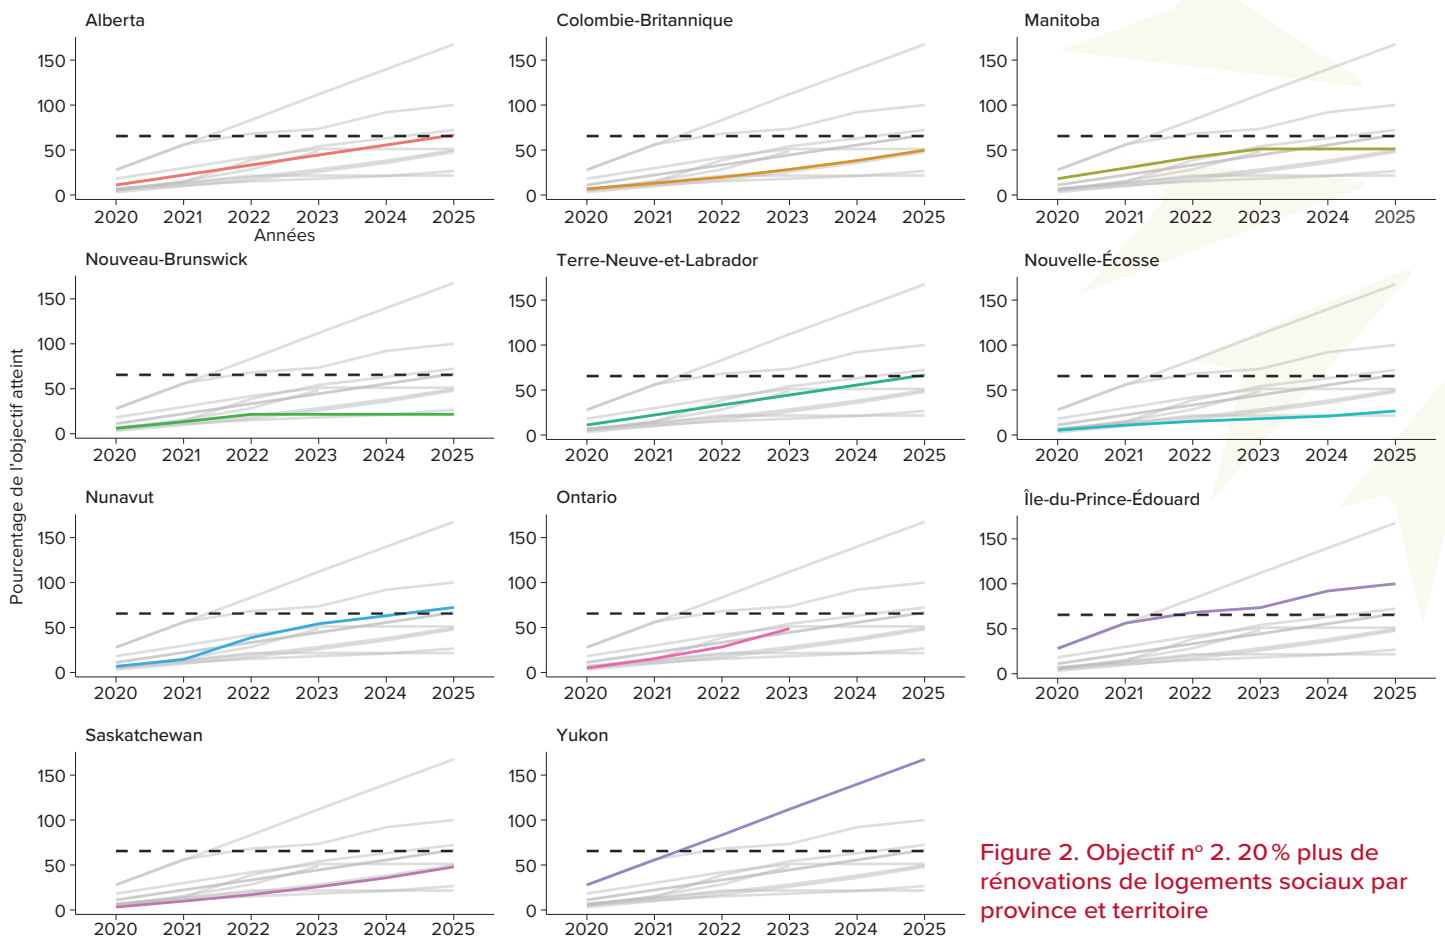 Alberta
150
100
50
0
2020 2021 2022 2023 2024 2025
Années
Colombie-Britannique
150
100
50
0
2020 2021 2022 2023 2024 2025
Manitoba
150
100
50
0
2020 2021 2022 2023 2024 2025
Pourcentage de l'objectif atteint
Nouveau-Brunswick
150
100
50
0
2020 2021 2022 2023 2024 2025
Terre-Neuve-et-Labrador
150
100
50
0
2020 2021 2022 2023 2024 2025
Nouvelle-Écosse
150
100
50
0
2020 2021 2022 2023 2024 2025
Nunavut
150
100
50
0
2020 2021 2022 2023 2024 2025
Ontario
150
100
50
0
2020 2021 2022 2023 2024 2025
Île-du-Prince-Édouard
150
100
50
0
2020 2021 2022 2023 2024 2025
Saskatchewan
150
100
50
0
2020 2021 2022 2023 2024 2025
Yukon
150
100
50
0
2020 2021 2022 2023 2024 2025
Figure 2. Objectif nº 2. 20 % plus de
rénovations de logements sociaux par
province et territoire